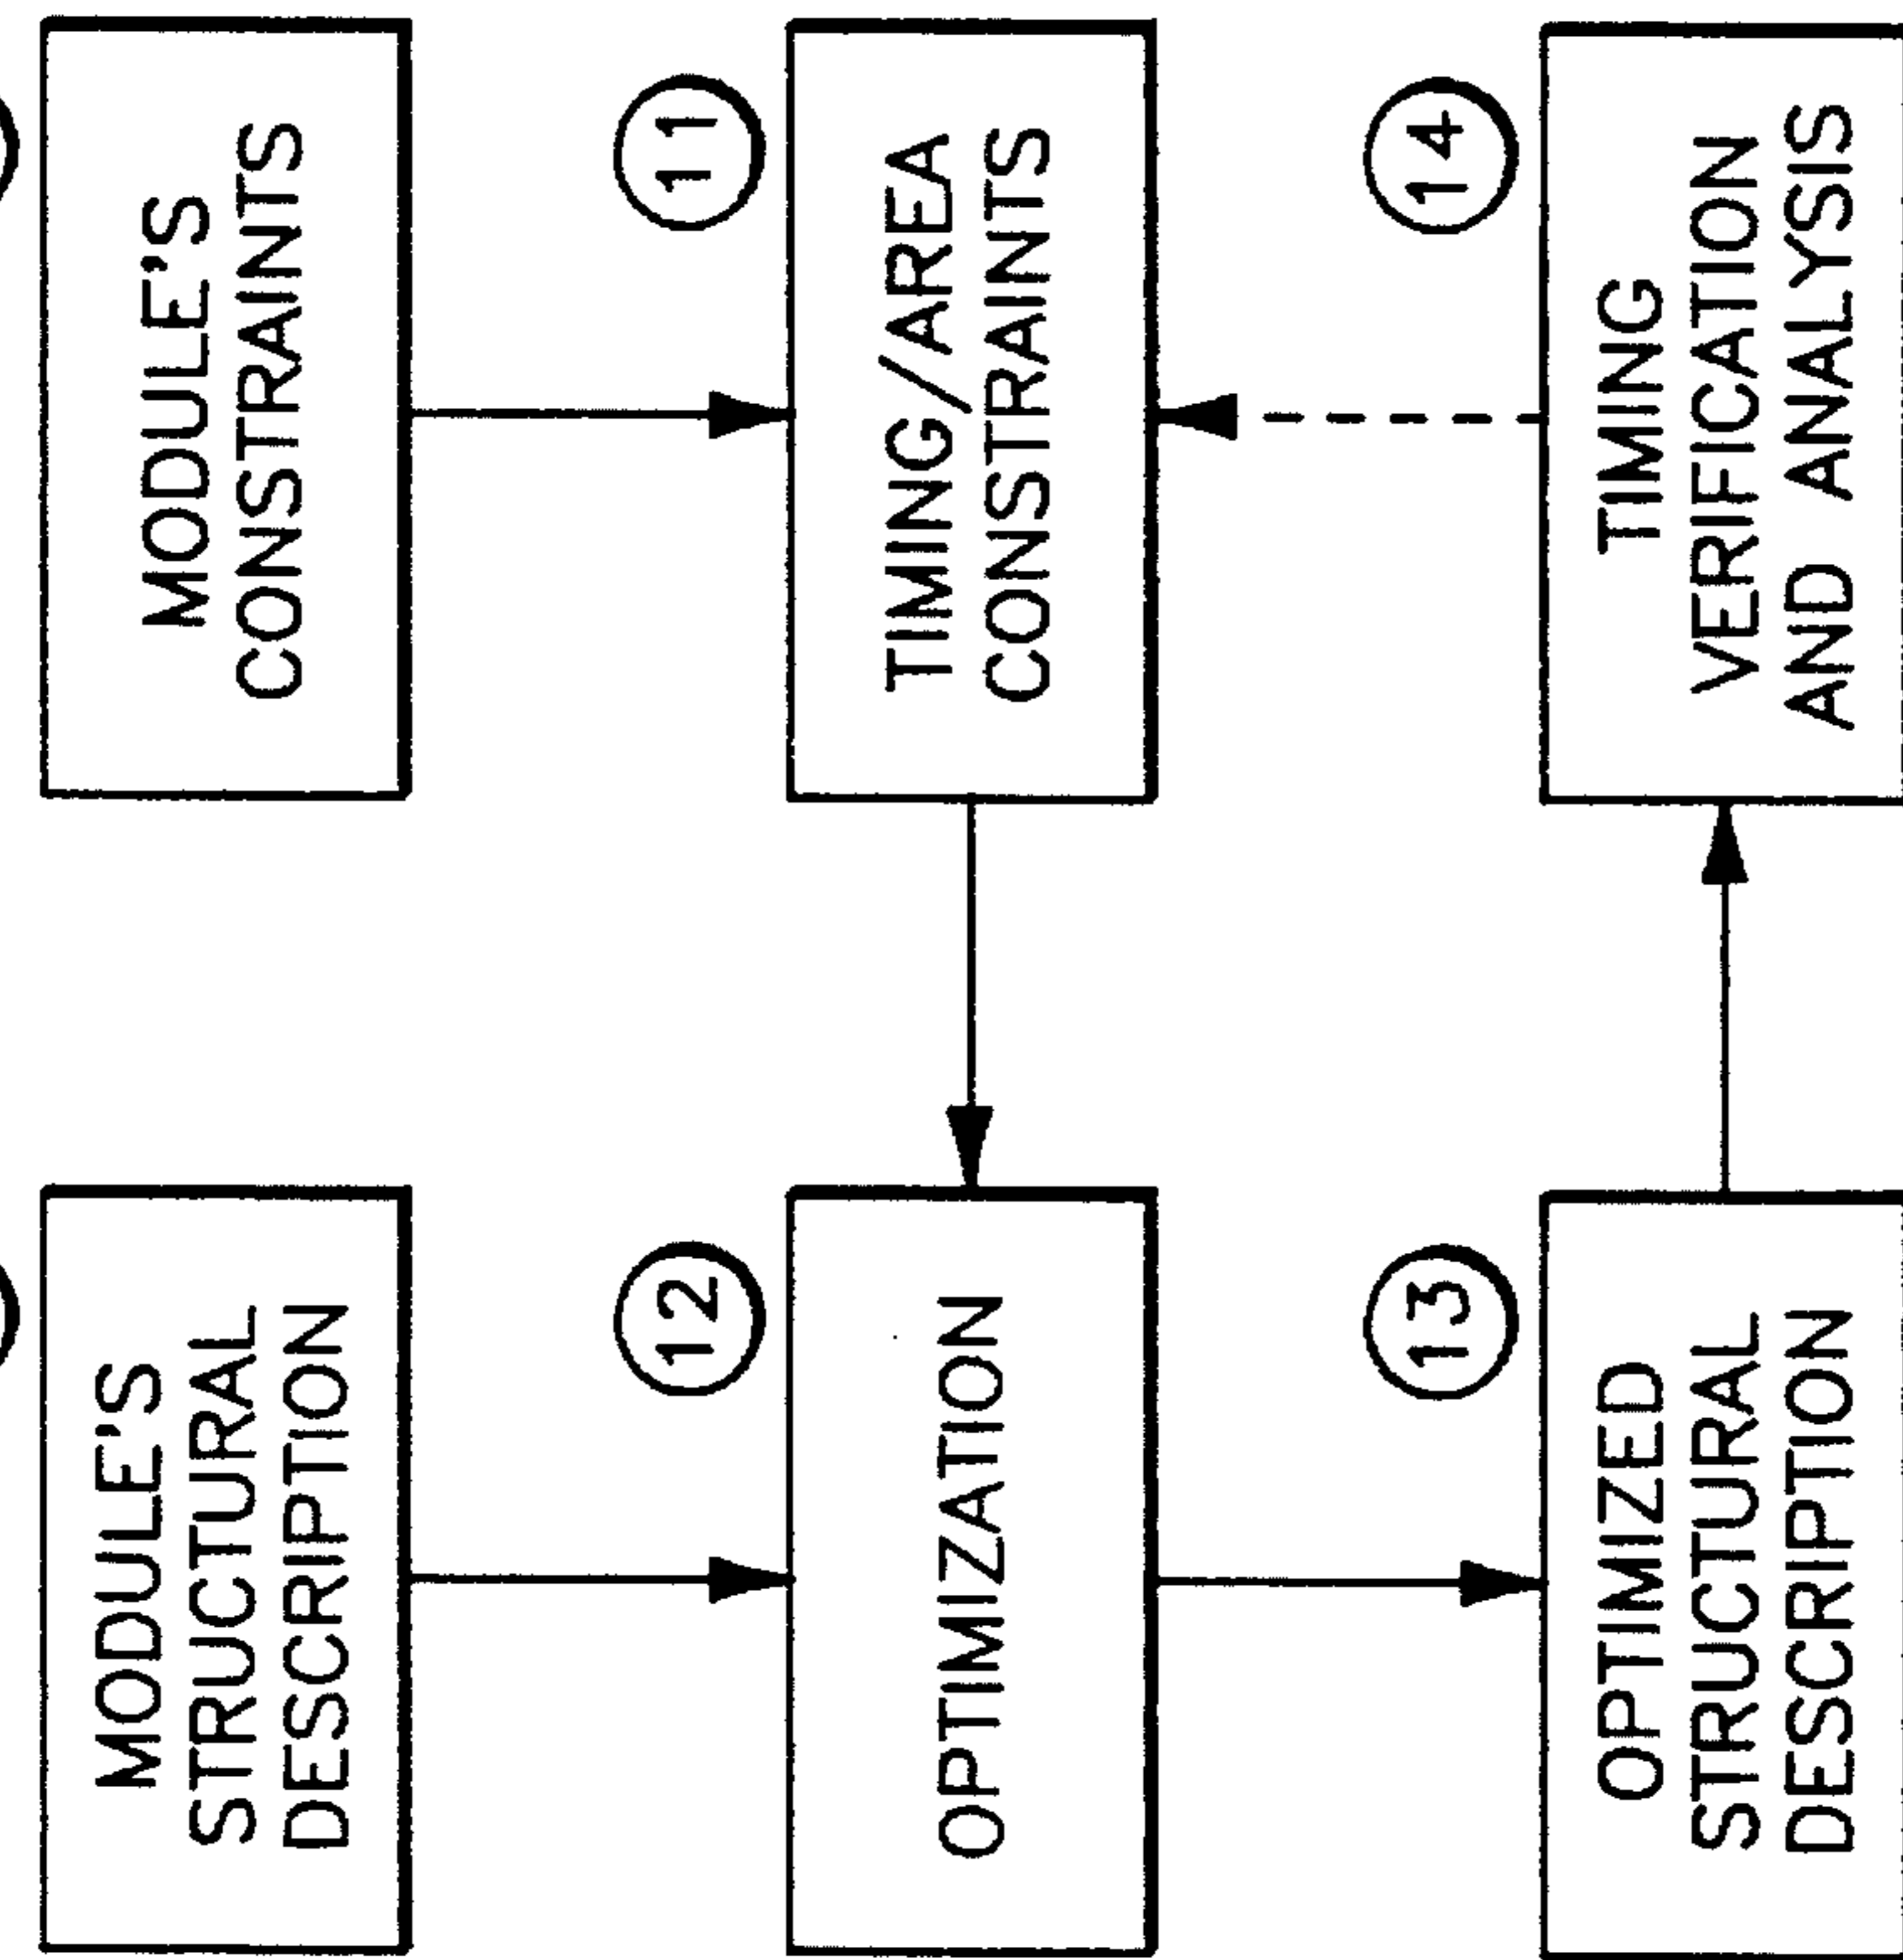 MODULE'S
STRUCTURAL
DESCRIPTION
MODULE'S
CONSTRAINTS
12
OPTIMIZATION
11
TIMING/AREA
CONSTRAINTS
13
OPTIMIZED
STRUCTURAL
DESCRIPTION
14
TIMING
VERIFICATION
AND ANALYSIS